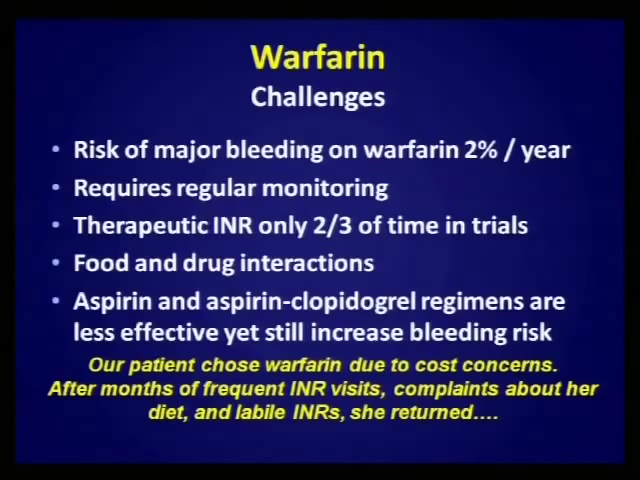 Warfarin
Challenges
• Risk of major bleeding on warfarin 2% / year
• Requires regular monitoring
• Therapeutic INR only 2/3 of time in trials
• Food and drug interactions
• Aspirin and aspirin-clopidogrel regimens are
less effective yet still increase bleeding risk
Our patient chose warfarin due to cost concerns.
After months of frequent INR visits, complaints about her
diet, and labile INRs, she returned....